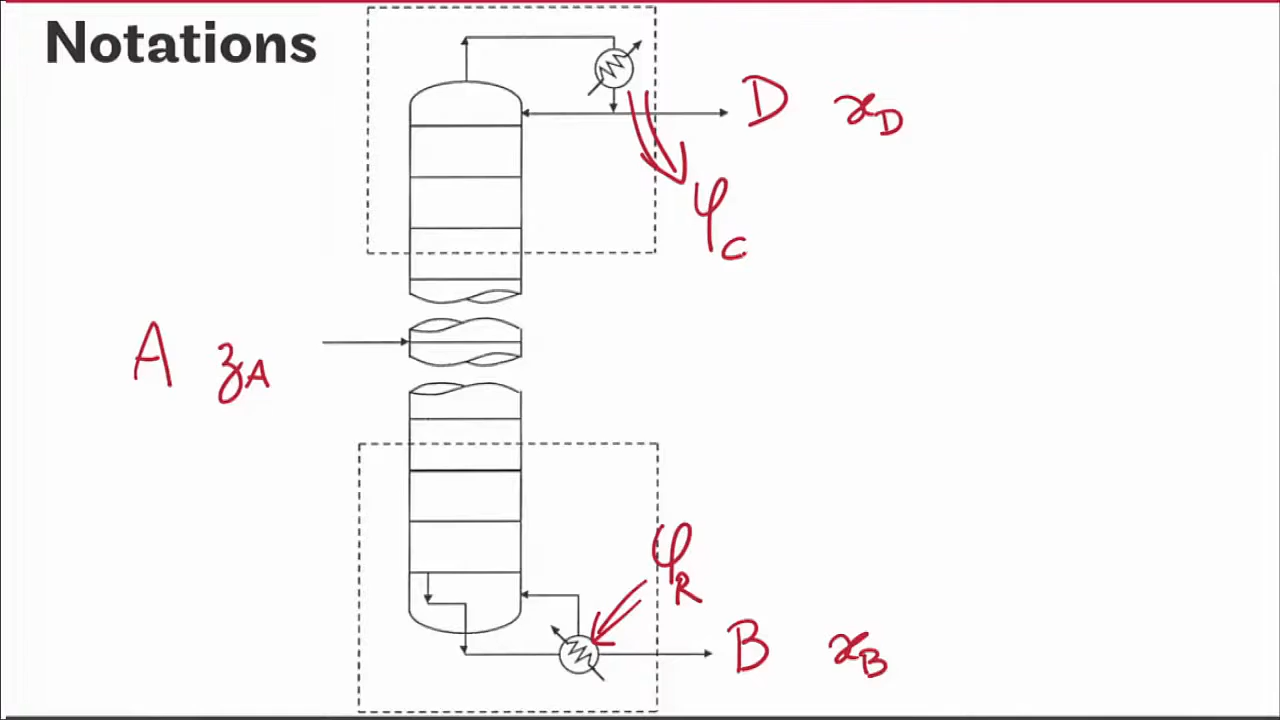 Notations
D x_D
φ_C
A z_A
φ_R
B x_B